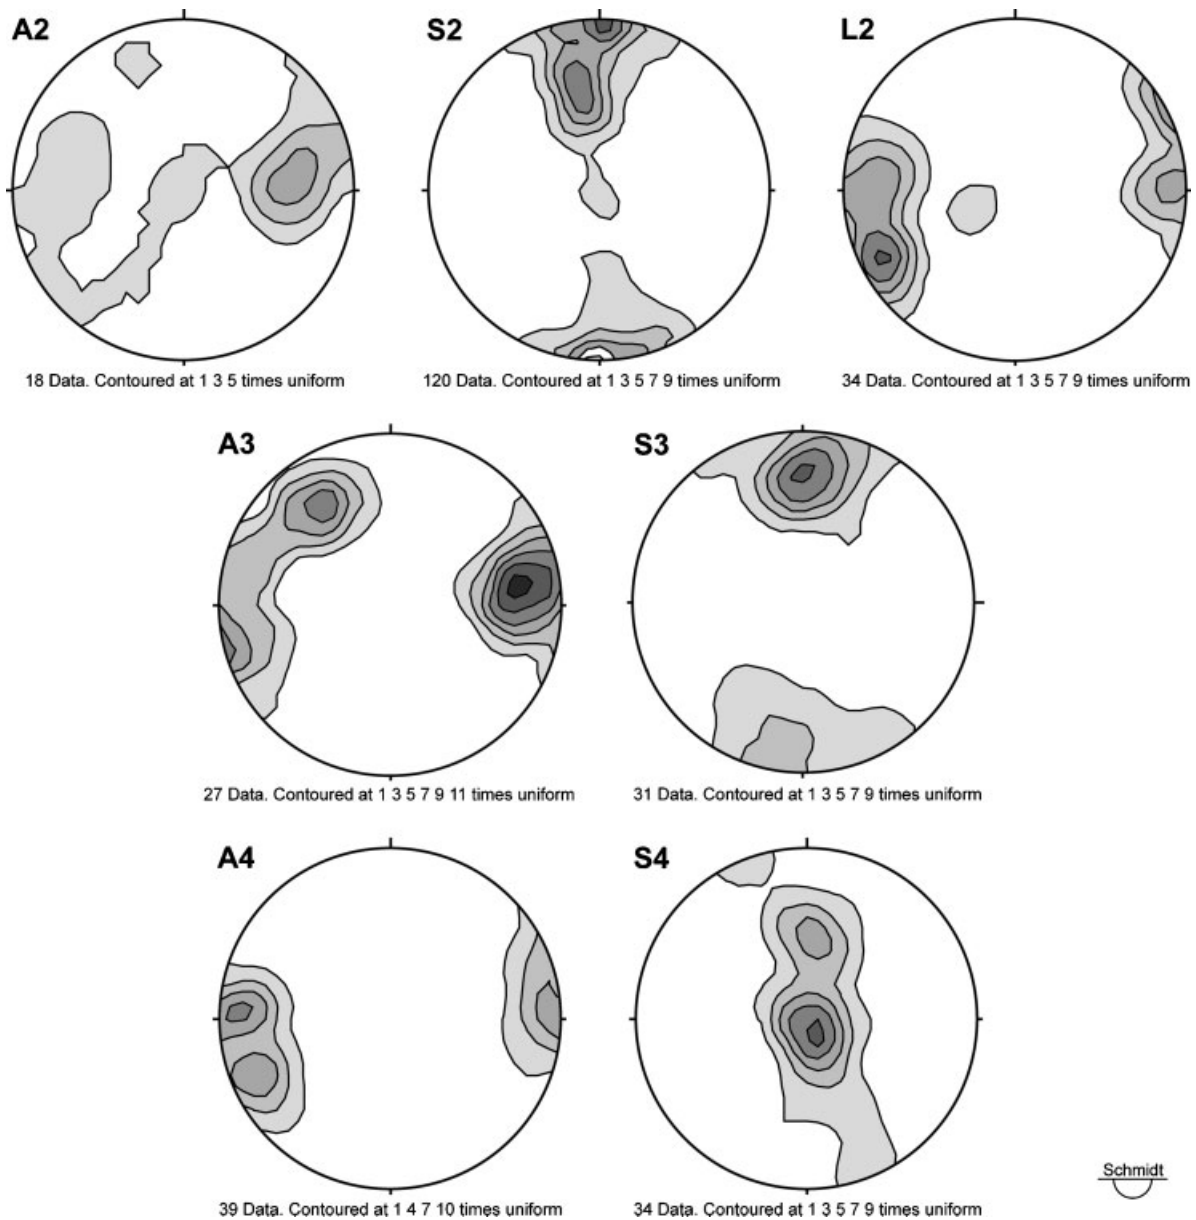 A2
S2
L2
18 Data. Contoured at 1 3 5 times uniform
120 Data. Contoured at 1 3 5 7 9 times uniform
34 Data. Contoured at 1 3 5 7 9 times uniform
A3
S3
27 Data. Contoured at 1 3 5 7 9 11 times uniform
31 Data. Contoured at 1 3 5 7 9 times uniform
A4
S4
39 Data. Contoured at 1 4 7 10 times uniform
34 Data. Contoured at 1 3 5 7 9 times uniform
Schmidt